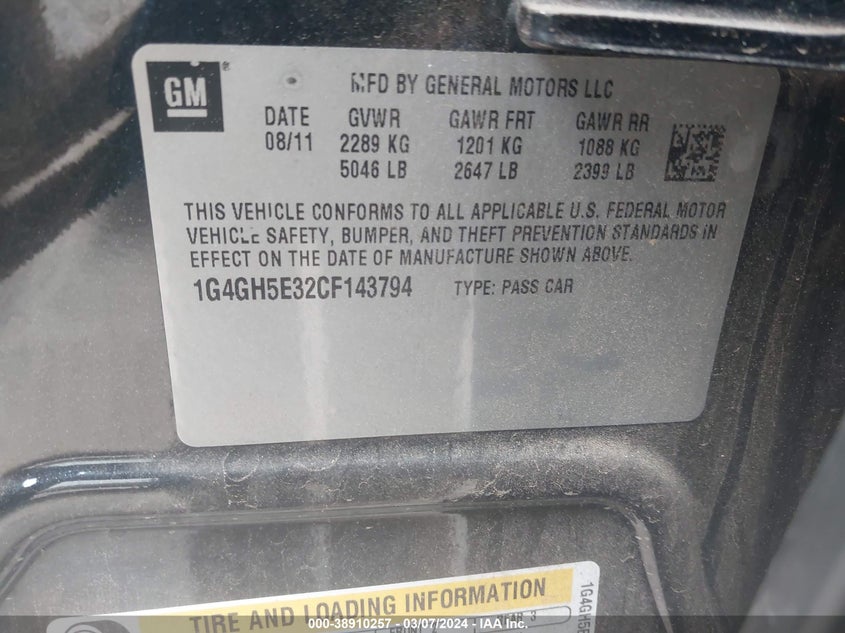 GM
MFD BY GENERAL MOTORS LLC
DATE GVWR GAWR FRT GAWR RR
08/11 2289 KG 1201 KG 1088 KG
5046 LB 2647 LB 2399 LB
THIS VEHICLE CONFORMS TO ALL APPLICABLE U.S. FEDERAL MOTOR
VEHICLE SAFETY, BUMPER, AND THEFT PREVENTION STANDARDS IN
EFFECT ON THE DATE OF MANUFACTURE SHOWN ABOVE.
1G4GH5E32CF143794 TYPE: PASS CAR
TIRE AND LOADING INFORMATION
1G4GH5
000-38910257 - 03/07/2024 - IAA, Inc.